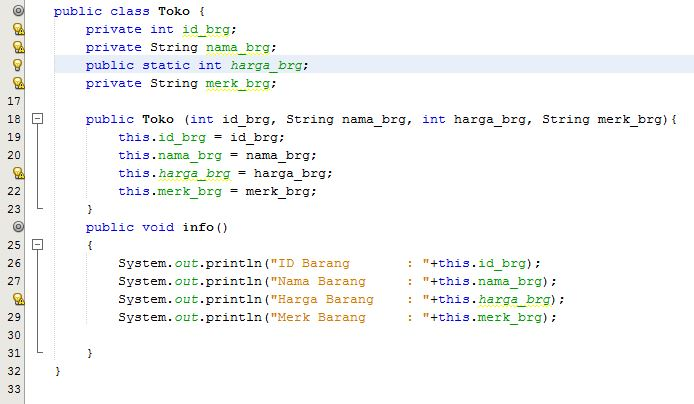 public class Toko {
private int id_brg;
private String nama_brg;
public static int harga_brg;
private String merk_brg;
17
18 public Toko (int id_brg, String nama_brg, int harga_brg, String merk_brg){
19 this.id_brg = id_brg;
20 this.nama_brg = nama_brg;
this.harga_brg = harga_brg;
22 this.merk_brg = merk_brg;
23 }
public void info()
25 {
26 System.out.println("ID Barang       : "+this.id_brg);
27 System.out.println("Nama Barang     : "+this.nama_brg);
System.out.println("Harga Barang    : "+this.harga_brg);
29 System.out.println("Merk Barang     : "+this.merk_brg);
30
31 }
32 }
33